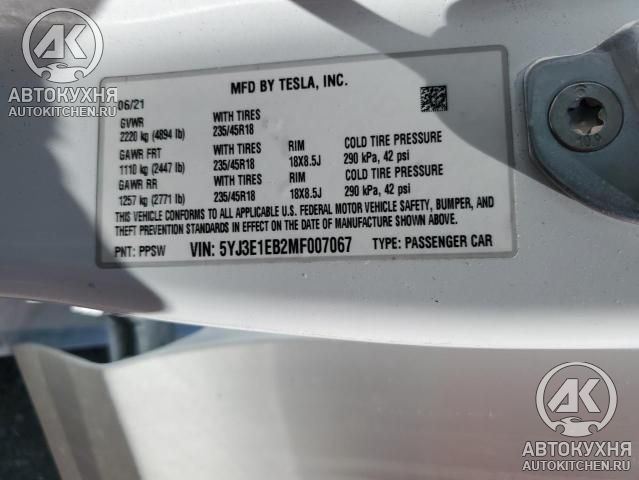 AK
АВТОКУХНЯ
AUTOKITCHEN.RU
MFD BY TESLA, INC.
06/21
GVWR WITH TIRES
2220 kg (4894 lb) 235/45R18
GAWR FRT WITH TIRES RIM COLD TIRE PRESSURE
1110 kg (2447 lb) 235/45R18 18X8.5J 290 kPa, 42 psi
GAWR RR WITH TIRES RIM COLD TIRE PRESSURE
1257 kg (2771 lb) 235/45R18 18X8.5J 290 kPa, 42 psi
THIS VEHICLE CONFORMS TO ALL APPLICABLE U.S. FEDERAL MOTOR VEHICLE SAFETY, BUMPER, AND
THEFT PREVENTION STANDARDS IN EFFECT ON THE DATE OF MANUFACTURE SHOWN ABOVE.
PNT: PPSW VIN: 5YJ3E1EB2MF007067 TYPE: PASSENGER CAR
10.9
AK
АВТОКУХНЯ
AUTOKITCHEN.RU